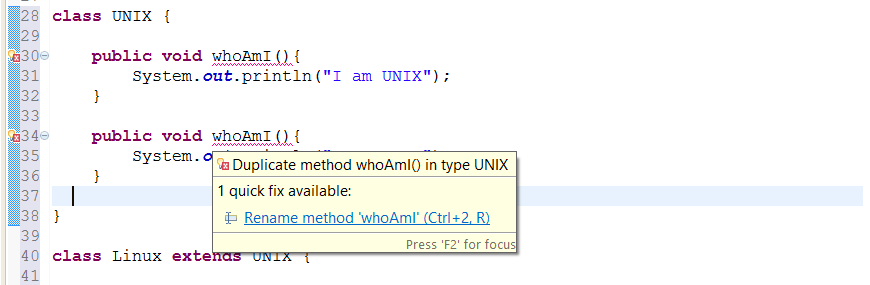 28 class UNIX {
29
30 public void whoAmI(){
31 System.out.println("I am UNIX");
32 }
33
34 public void whoAmI(){
35 System.o
Duplicate method whoAmI() in type UNIX
36 }
1 quick fix available:
37
Rename method 'whoAmI' (Ctrl+2, R)
38 }
39
Press 'F2' for focus
40 class Linux extends UNIX {
41